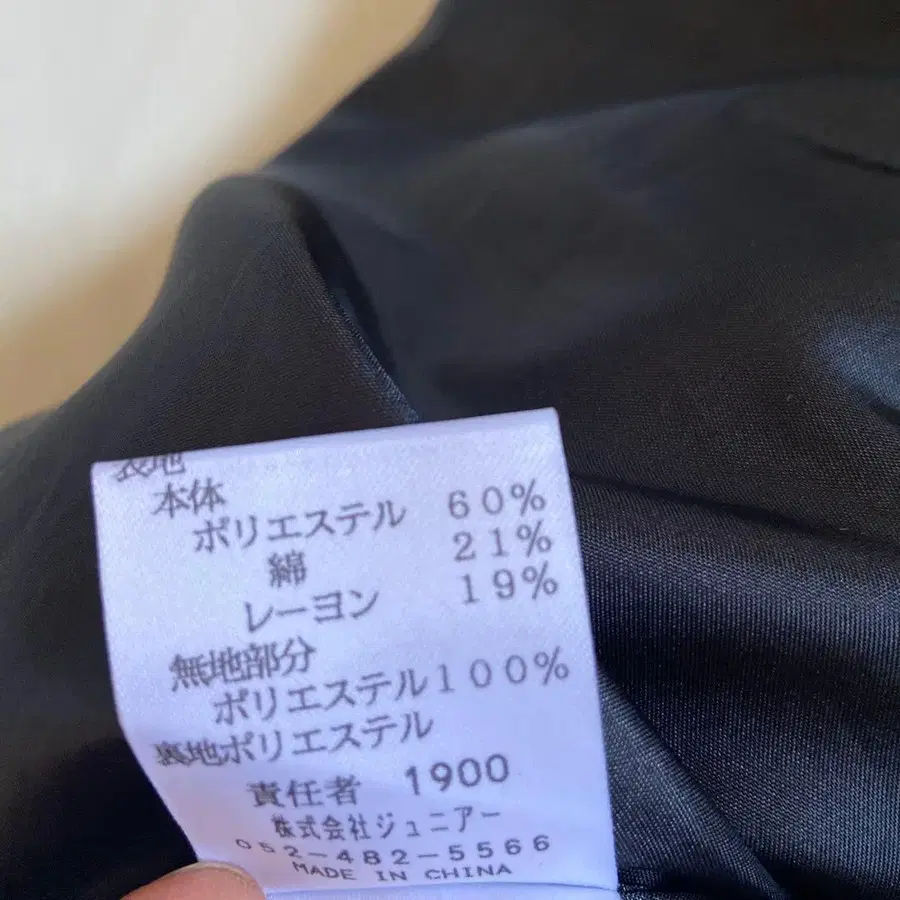 表地
本体
ポリエステル 60%
綿 21%
レーヨン 19%
無地部分
ポリエステル100%
裏地ポリエステル
責任者 1900
株式会社ジュニアー
052-482-5566
MADE IN CHINA